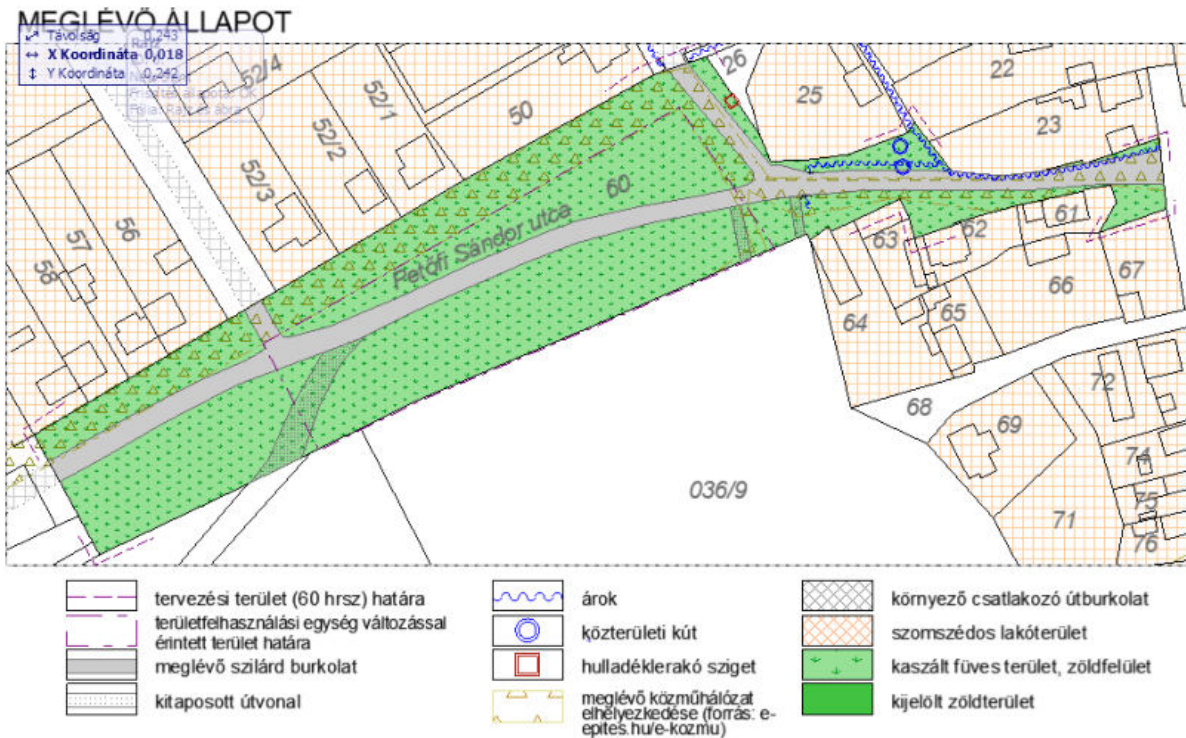 MEGLÉVŐ ÁLLAPOT
Távolság 0,243
X Koordináta 0,018
Y Koordináta 0,242
52/4
52/1
50
26
25
22
23
52/2
52/3
60
Petőfi Sándor utca
56
57
58
61
62
63
64
65
66
67
68
69
71
72
74
75
76
036/9
tervezési terület (60 hrsz) határa
területfelhasználási egység változással
érintett terület határa
meglévő szilárd burkolat
kitaposott útvonal
árok
közterületi kút
hulladéklerakó sziget
meglévő közműhálózat
elhelyezkedése (forrás: e-
epites.hu/e-kozmu)
környező csatlakozó útburkolat
szomszédos lakóterület
kaszált füves terület, zöldfelület
kijelölt zöldterület